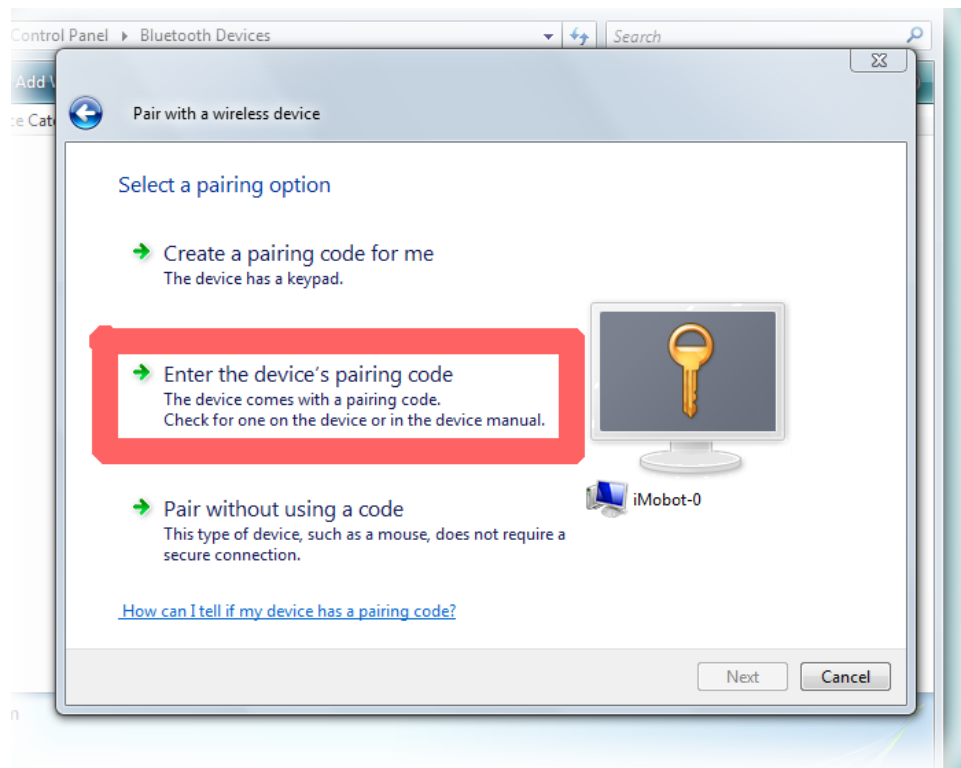 Control Panel Bluetooth Devices Search
Add
ce Cate
Pair with a wireless device
Select a pairing option
Create a pairing code for me
The device has a keypad.
Enter the device's pairing code
The device comes with a pairing code.
Check for one on the device or in the device manual.
iMobot-0
Pair without using a code
This type of device, such as a mouse, does not require a
secure connection.
How can I tell if my device has a pairing code?
Next Cancel